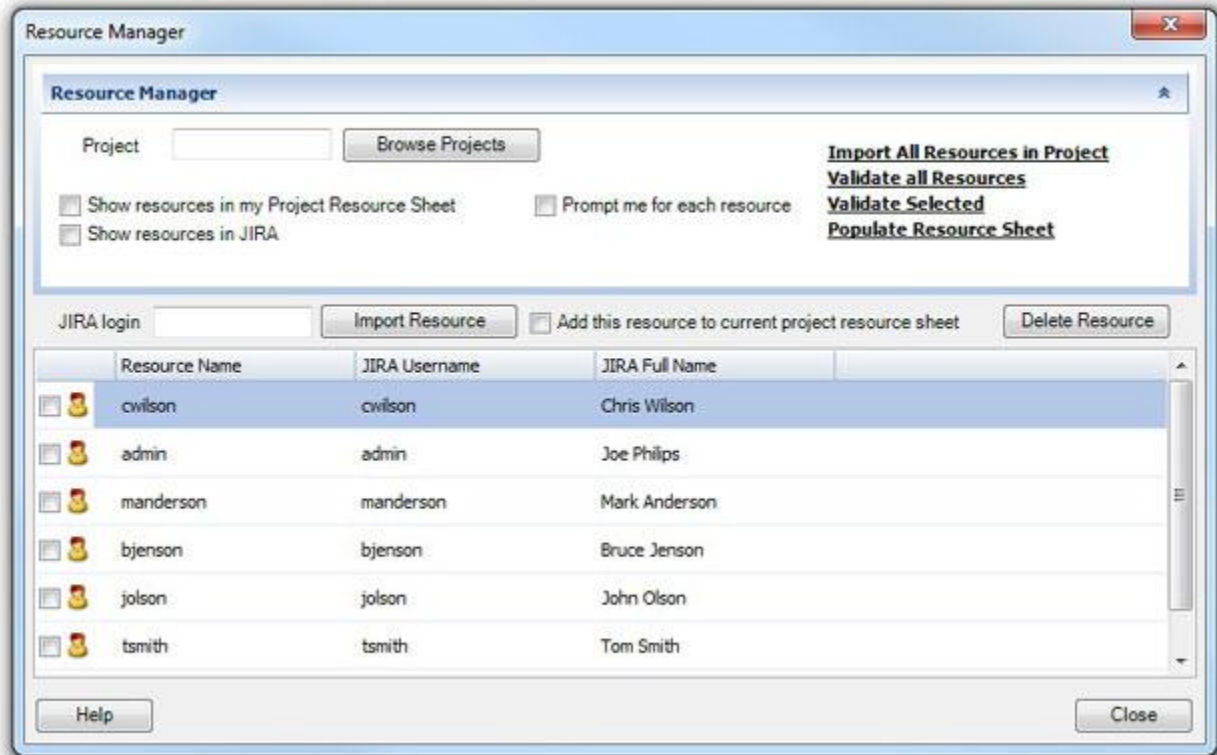 Resource Manager
Resource Manager
Project Browse Projects
Import All Resources in Project
Validate all Resources
Show resources in my Project Resource Sheet Prompt me for each resource Validate Selected
Show resources in JIRA Populate Resource Sheet
JIRA login Import Resource Add this resource to current project resource sheet Delete Resource
Resource Name JIRA Username JIRA Full Name
cwilson cwilson Chris Wilson
admin admin Joe Philips
manderson manderson Mark Anderson
bjenson bjenson Bruce Jenson
jolson jolson John Olson
tsmith tsmith Tom Smith
Help Close